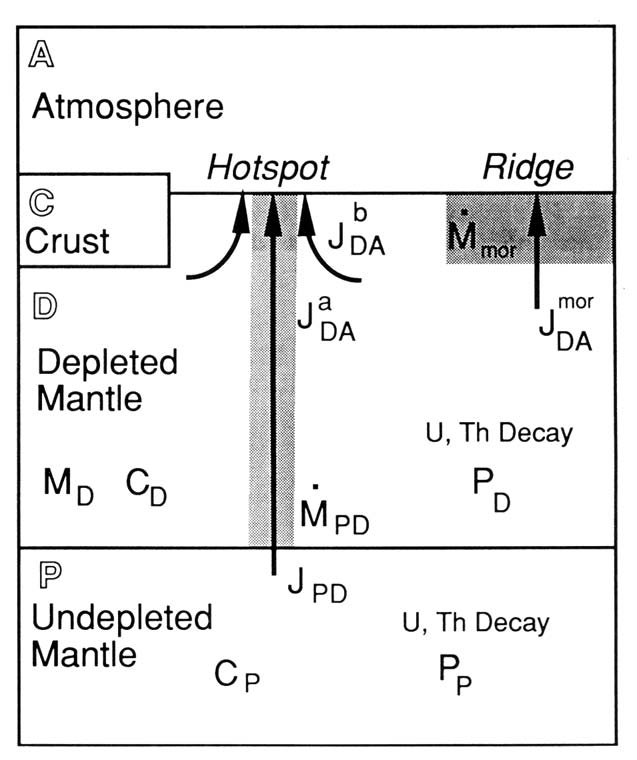 A
Atmosphere
Hotspot
Ridge
C
Crust
J DA b
Ṁ mor
D
J DA a
J DA mor
Depleted
Mantle
U, Th Decay
M D
C D
P D
Ṁ PD
P
J PD
Undepleted
Mantle
U, Th Decay
C P
P P